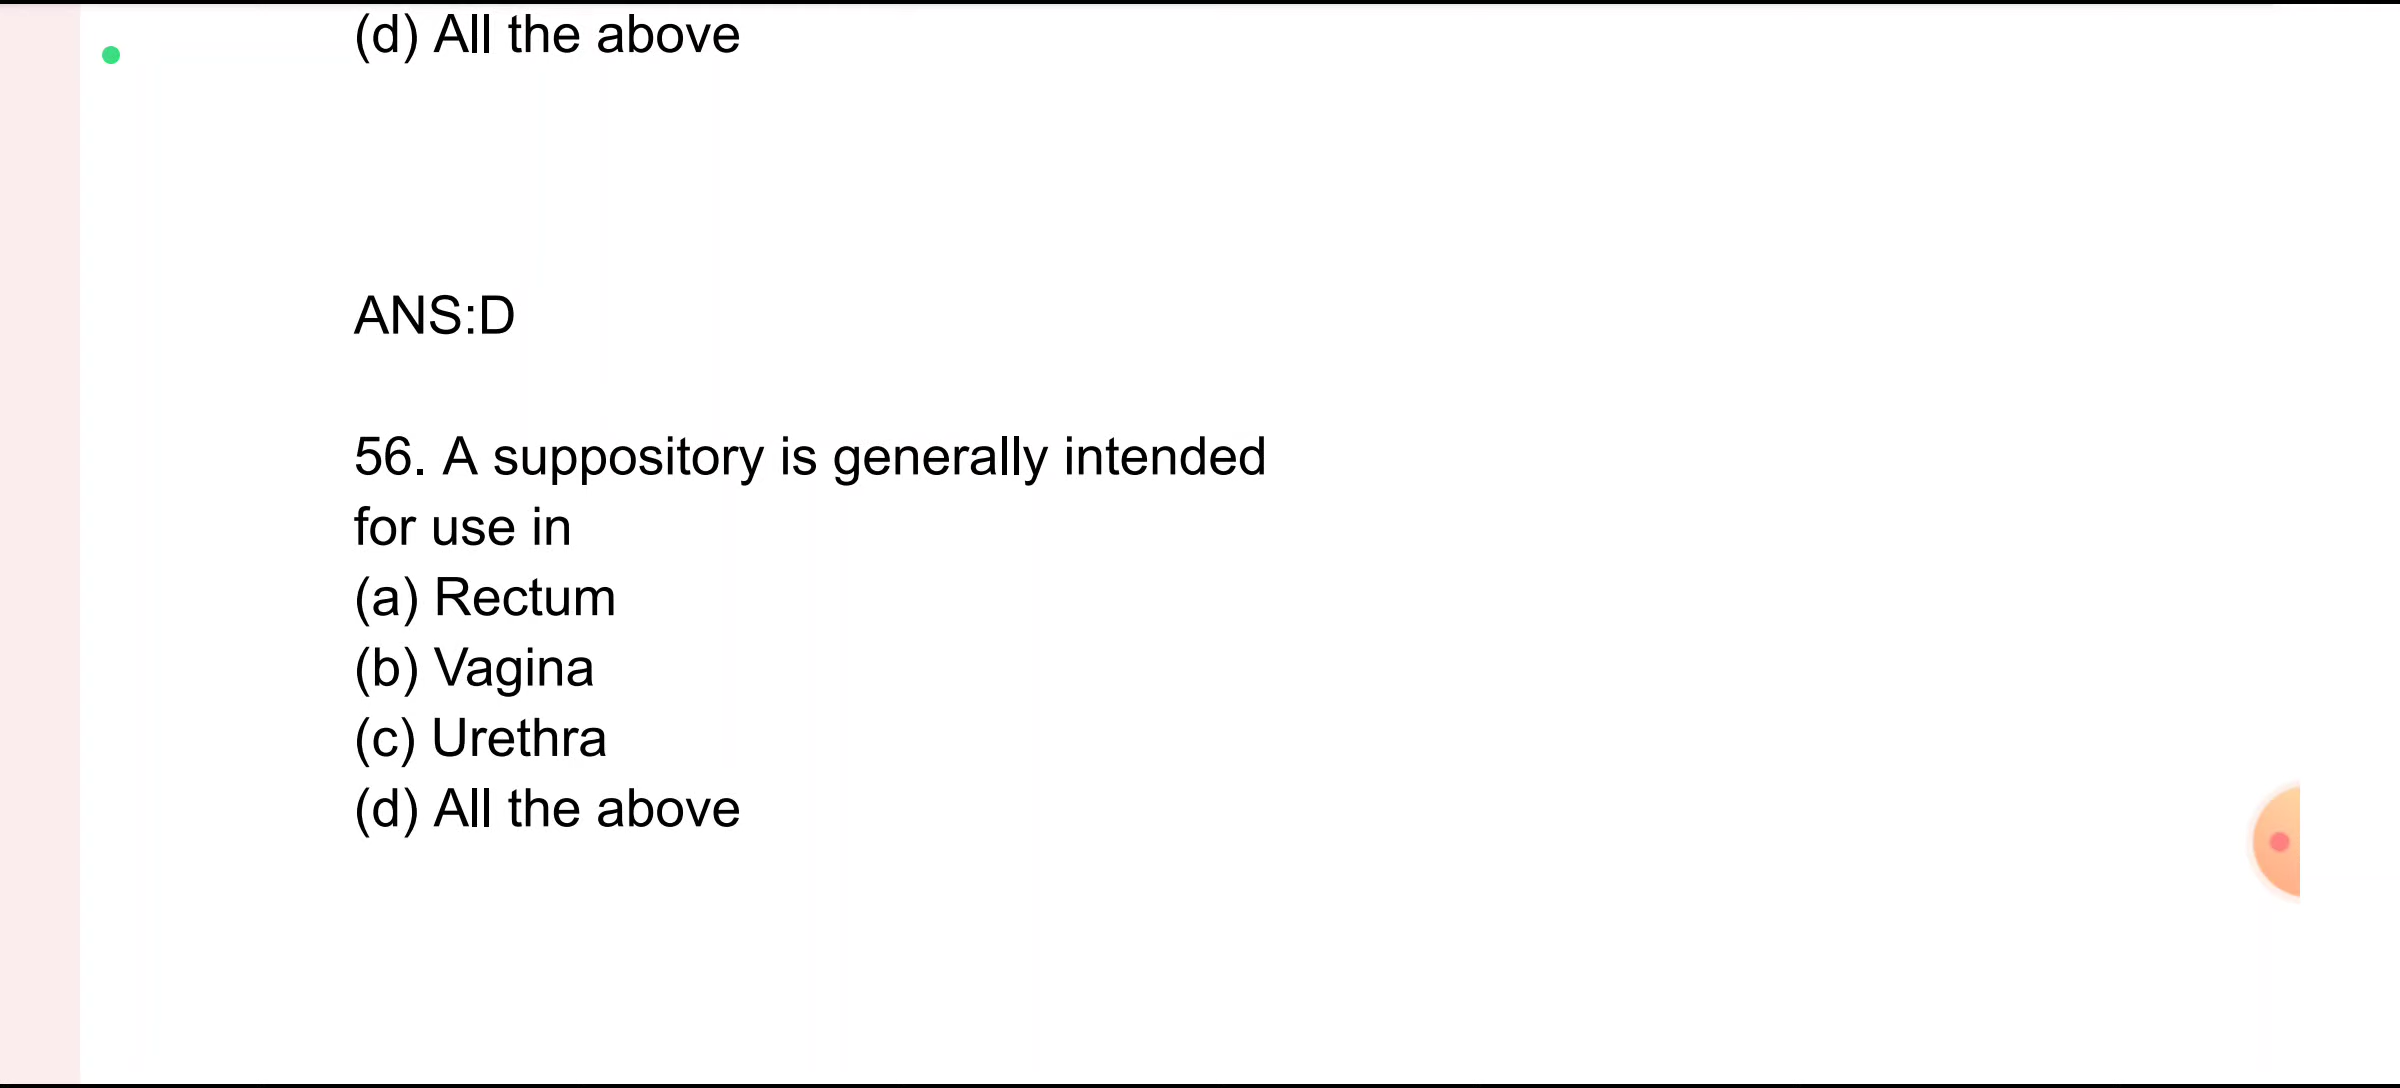 (d) All the above
ANS:D
56. A suppository is generally intended
for use in
(a) Rectum
(b) Vagina
(c) Urethra
(d) All the above